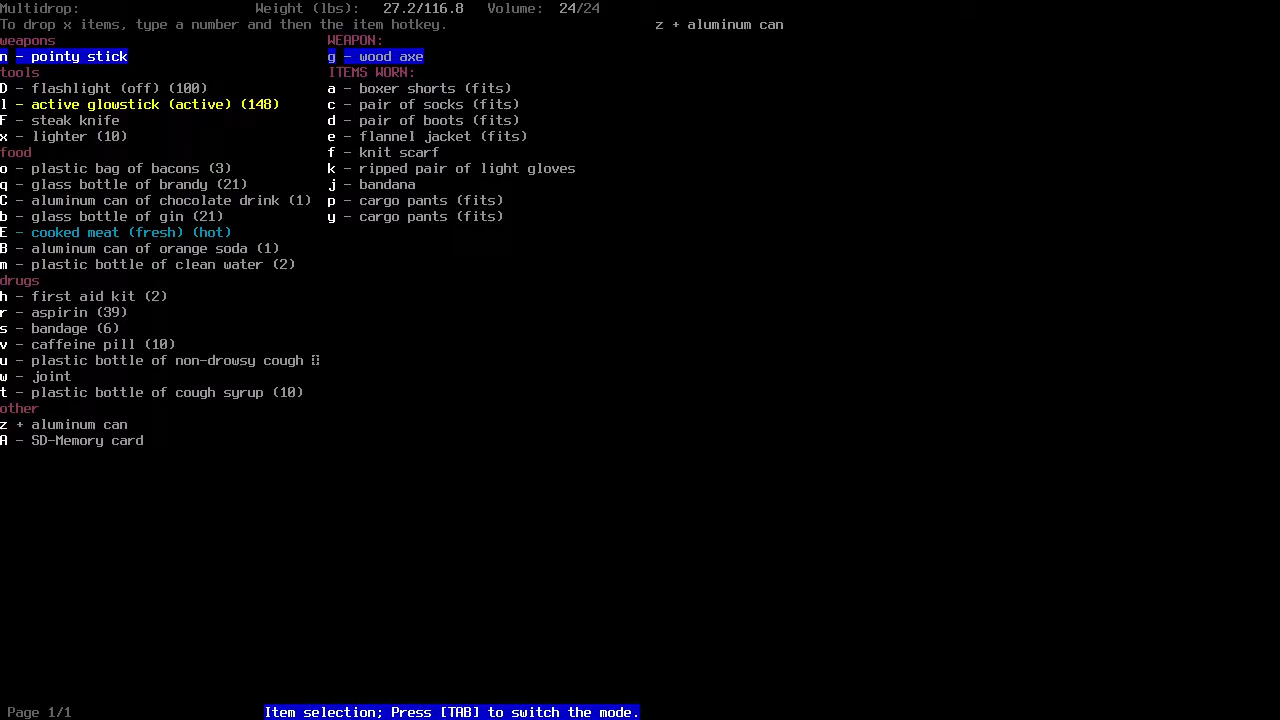 Multidrop: Weight (lbs): 27.2/116.8 Volume: 24/24
To drop x items, type a number and then the item hotkey. z + aluminum can
weapons WEAPON:
n - pointy stick g - wood axe
tools ITEMS WORN:
D - flashlight (off) (100) a - boxer shorts (fits)
l - active glowstick (active) (148) c - pair of socks (fits)
F - steak knife d - pair of boots (fits)
x - lighter (10) e - flannel jacket (fits)
food f - knit scarf
o - plastic bag of bacons (3) k - ripped pair of light gloves
q - glass bottle of brandy (21) j - bandana
C - aluminum can of chocolate drink (1) p - cargo pants (fits)
b - glass bottle of gin (21) y - cargo pants (fits)
E - cooked meat (fresh) (hot)
B - aluminum can of orange soda (1)
m - plastic bottle of clean water (2)
drugs
h - first aid kit (2)
r - aspirin (39)
s - bandage (6)
v - caffeine pill (10)
u - plastic bottle of non-drowsy cough
w - joint
t - plastic bottle of cough syrup (10)
other
z + aluminum can
A - SD-Memory card
Page 1/1 Item selection; Press [TAB] to switch the mode.